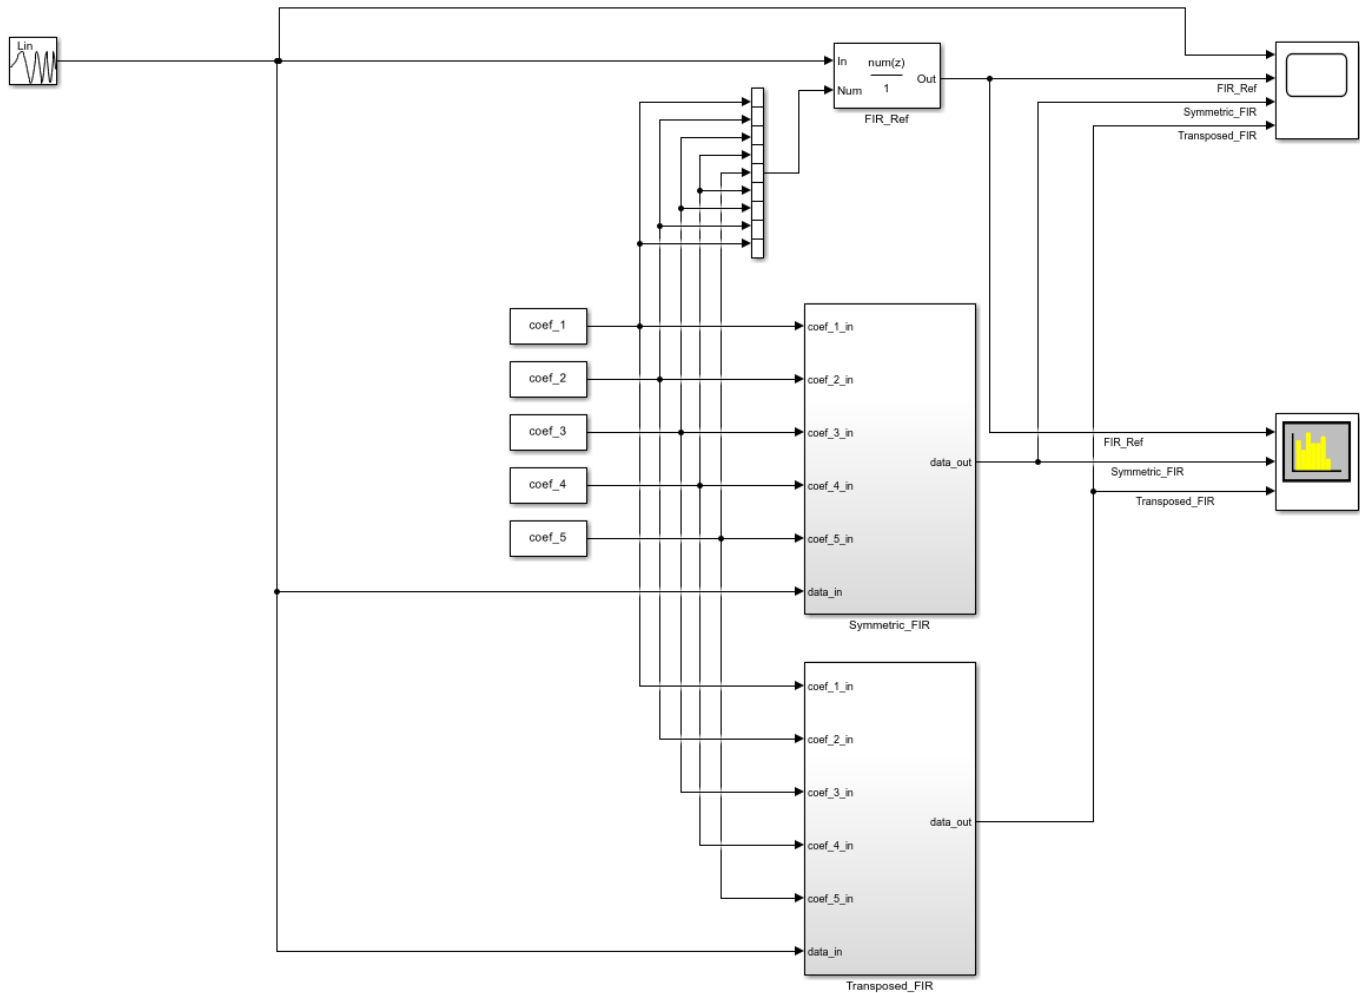 Lin
In
num(z)
1
Out
Num
FIR_Ref
FIR_Ref
Symmetric_FIR
Transposed_FIR
coef_1
coef_2
coef_3
coef_4
coef_5
coef_1_in
coef_2_in
coef_3_in
coef_4_in
coef_5_in
data_in
data_out
Symmetric_FIR
FIR_Ref
Symmetric_FIR
Transposed_FIR
coef_1_in
coef_2_in
coef_3_in
coef_4_in
coef_5_in
data_in
data_out
Transposed_FIR